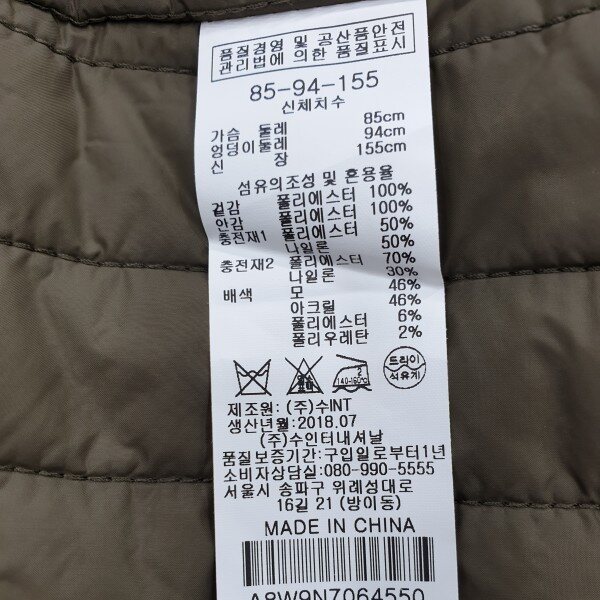 품질경영 및 공산품안전
관리법에 의한 품질표시
85-94-155
신체치수
가슴 둘레 85cm
엉덩이둘레 94cm
신 장 155cm
섬유의조성 및 혼용율
겉감 폴리에스터 100%
안감 폴리에스터 100%
충전재1 폴리에스터 50%
나일론 50%
충전재2 폴리에스터 70%
나일론 30%
배색 모 46%
아크릴 46%
폴리에스터 6%
폴리우레탄 2%
2 140-160℃ 드라이 석유계
제조원: (주)수INT
생산년월:2018.07
(주)수인터내셔날
품질보증기간:구입일로부터1년
소비자상담실:080-990-5555
서울시 송파구 위례성대로
16길 21 (방이동)
MADE IN CHINA
A8W9N7064550